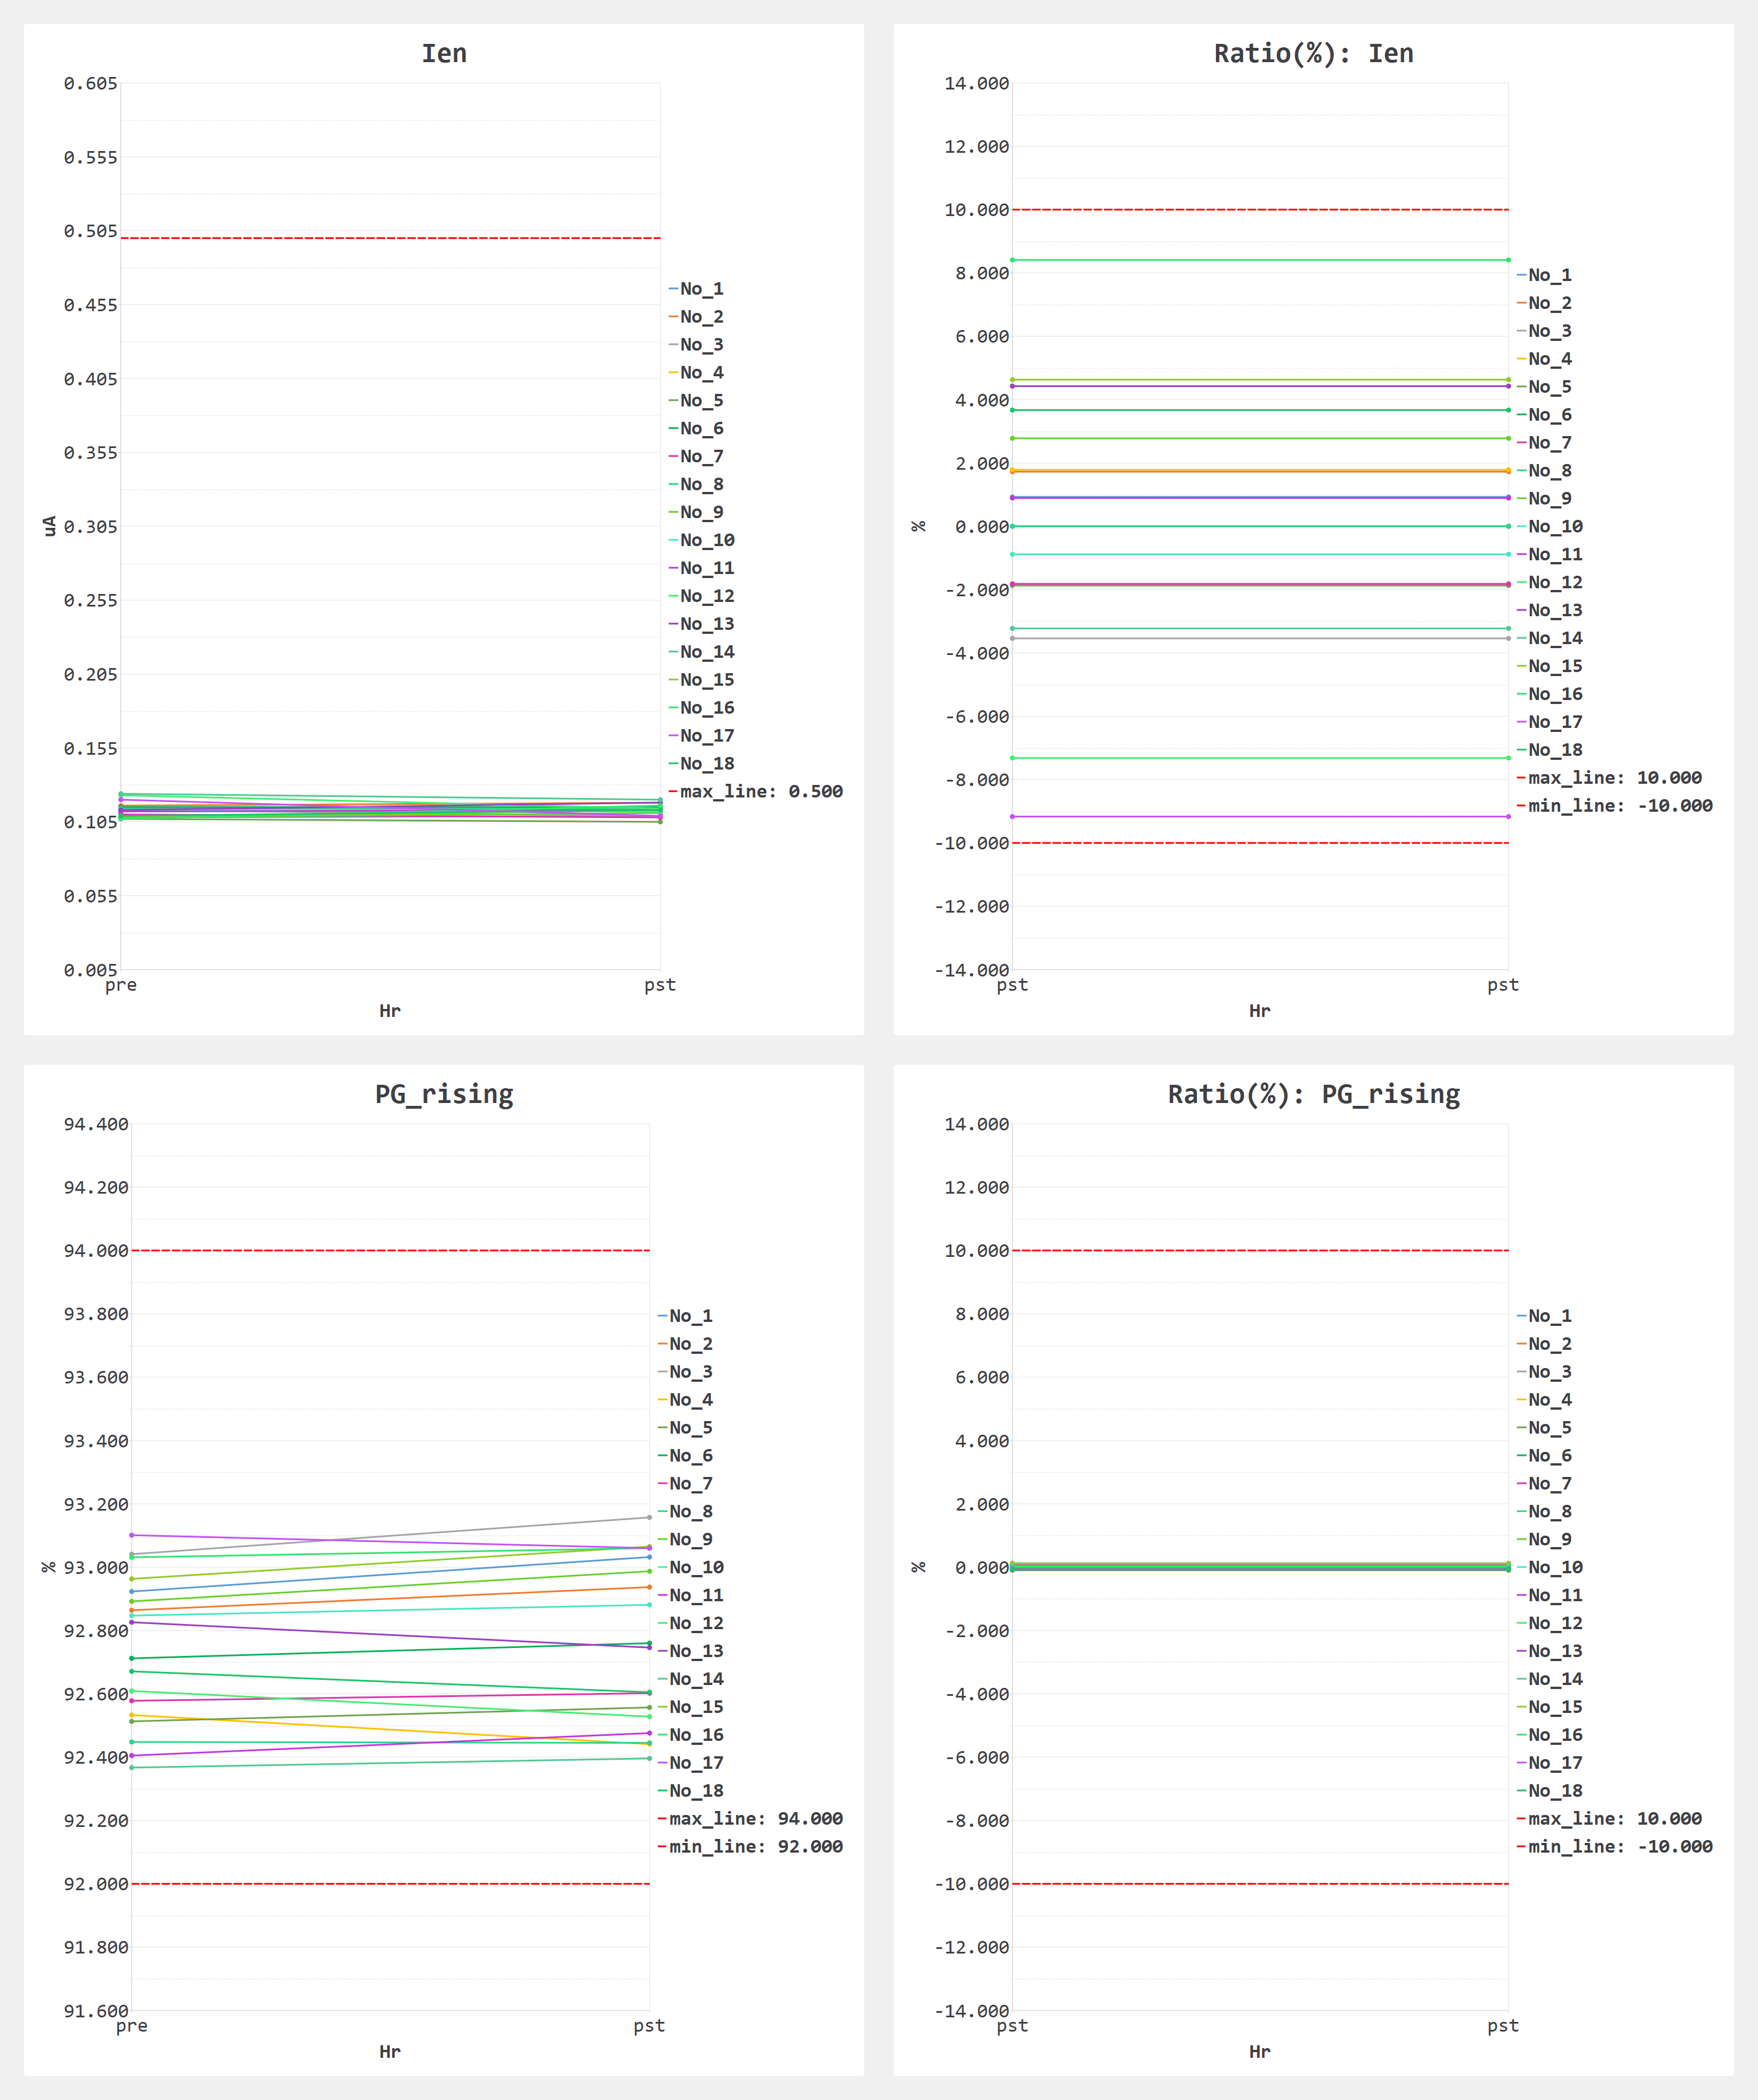 Ien
0.605
0.555
0.505
0.455
0.405
0.355
0.305
0.255
0.205
0.155
0.105
0.055
0.005
uA
pre
pst
Hr
No_1
No_2
No_3
No_4
No_5
No_6
No_7
No_8
No_9
No_10
No_11
No_12
No_13
No_14
No_15
No_16
No_17
No_18
max_line: 0.500
Ratio(%): Ien
14.000
12.000
10.000
8.000
6.000
4.000
2.000
0.000
-2.000
-4.000
-6.000
-8.000
-10.000
-12.000
-14.000
%
pst
pst
Hr
No_1
No_2
No_3
No_4
No_5
No_6
No_7
No_8
No_9
No_10
No_11
No_12
No_13
No_14
No_15
No_16
No_17
No_18
max_line: 10.000
min_line: -10.000
PG_rising
94.400
94.200
94.000
93.800
93.600
93.400
93.200
93.000
92.800
92.600
92.400
92.200
92.000
91.800
91.600
%
pre
pst
Hr
No_1
No_2
No_3
No_4
No_5
No_6
No_7
No_8
No_9
No_10
No_11
No_12
No_13
No_14
No_15
No_16
No_17
No_18
max_line: 94.000
min_line: 92.000
Ratio(%): PG_rising
14.000
12.000
10.000
8.000
6.000
4.000
2.000
0.000
-2.000
-4.000
-6.000
-8.000
-10.000
-12.000
-14.000
%
pst
pst
Hr
No_1
No_2
No_3
No_4
No_5
No_6
No_7
No_8
No_9
No_10
No_11
No_12
No_13
No_14
No_15
No_16
No_17
No_18
max_line: 10.000
min_line: -10.000